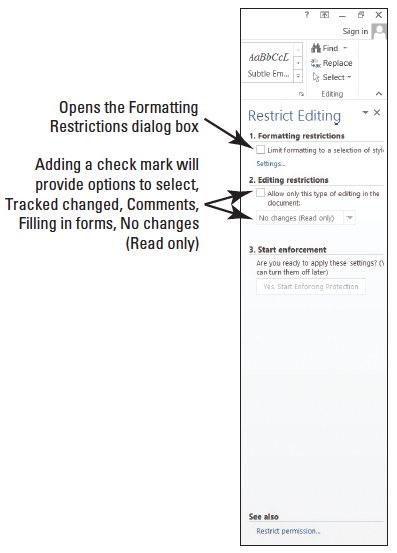 ?
Sign in
AaBbCcL
Subtle Em...
Find
Replace
Select
Editing
Opens the Formatting
Restrictions dialog box
Adding a check mark will
provide options to select,
Tracked changed, Comments,
Filling in forms, No changes
(Read only)
Restrict Editing
1. Formatting restrictions
Limit formatting to a selection of styl
Settings...
2. Editing restrictions
Allow only this type of editing in the
document:
No changes (Read only)
3. Start enforcement
Are you ready to apply these settings? (Y
can turn them off later)
Yes, Start Enforcing Protection
See also
Restrict permission...